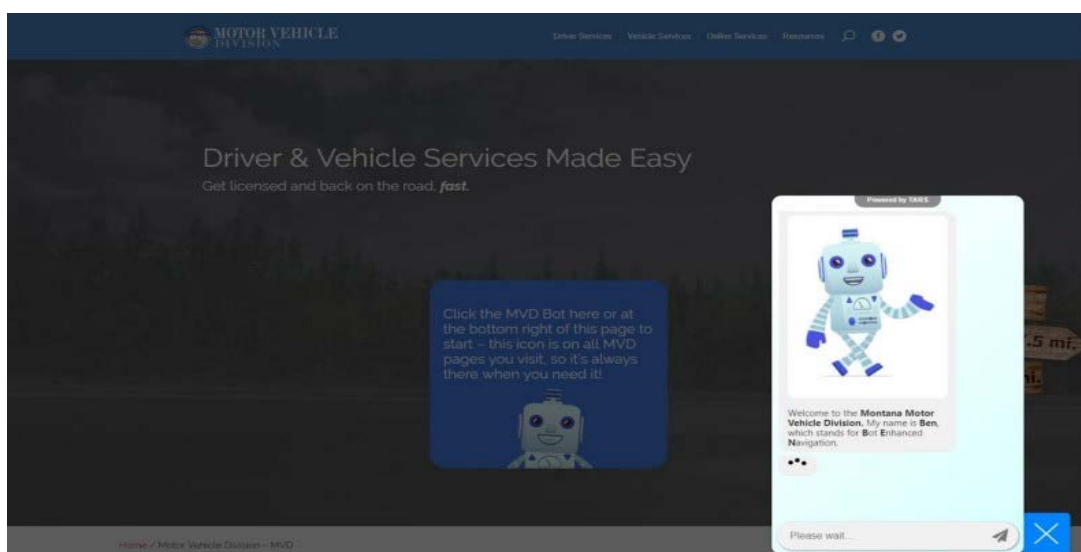 MOTOR VEHICLE
DIVISION
Driver Services Vehicle Services Online Services Resources
Driver & Vehicle Services Made Easy
Get licensed and back on the road, fast.
Click the MVD Bot here or at
the bottom right of this page to
start – this icon is on all MVD
pages you visit, so it's always
there when you need it!
.5 mi.
mi.
Powered by TARS
Welcome to the Montana Motor
Vehicle Division. My name is Ben,
which stands for Bot Enhanced
Navigation.
Please wait...
Home / Motor Vehicle Division – MVD